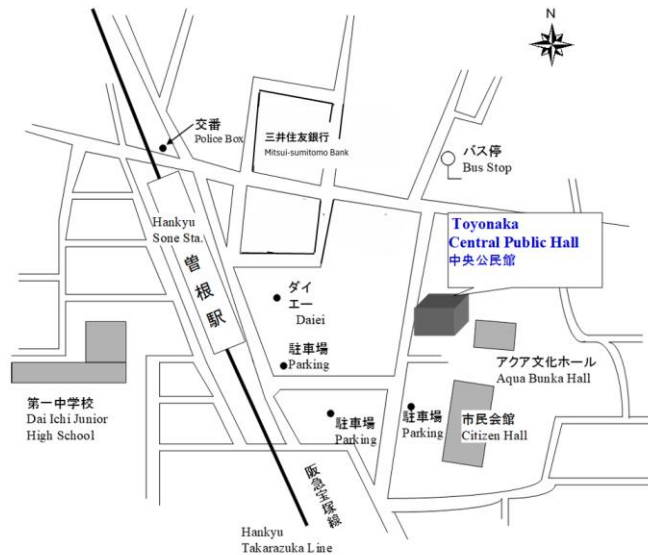 N
交番
Police Box
三井住友銀行
Mitsui-sumitomo Bank
バス停
Bus Stop
Hankyu
Sone Sta.
曽根駅
Toyonaka
Central Public Hall
中央公民館
ダイ
エー
Daiei
駐車場
Parking
アクア文化ホール
Aqua Bunka Hall
第一中学校
Dai Ichi Junior
High School
駐車場
Parking
駐車場
Parking
市民会館
Citizen Hall
阪急宝塚線
Hankyu
Takarazuka Line